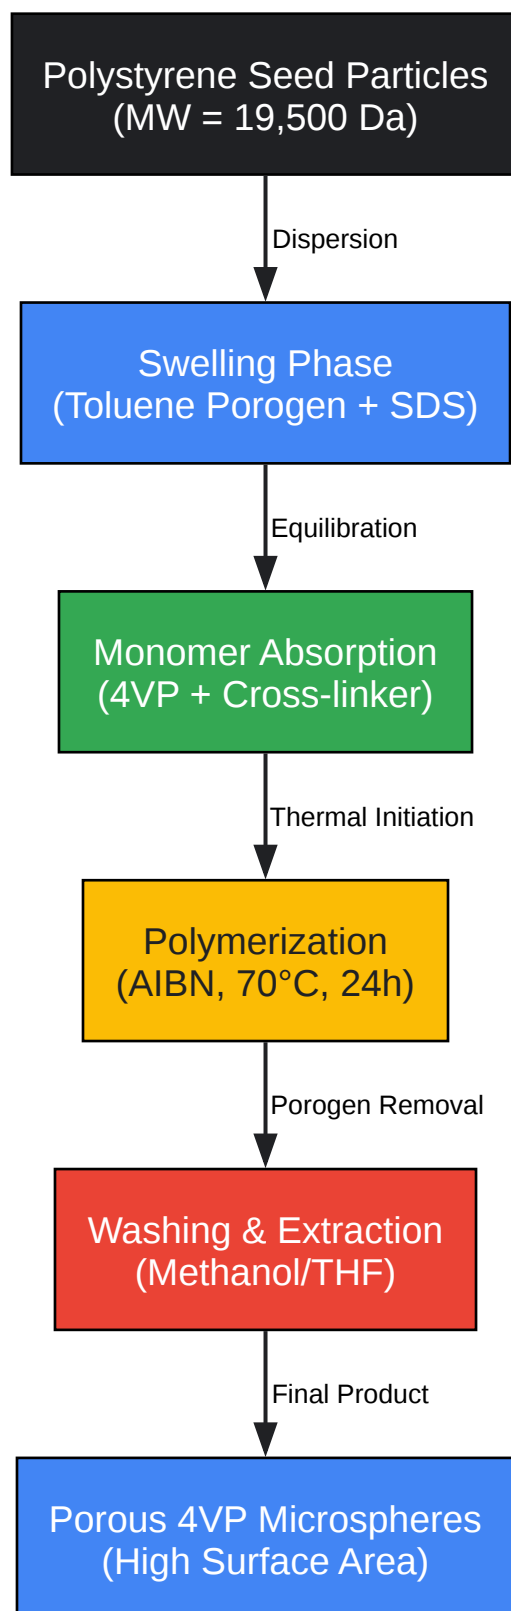 Polystyrene Seed Particles
(MW = 19,500 Da)
Dispersion
Swelling Phase
(Toluene Porogen + SDS)
Equilibration
Monomer Absorption
(4VP + Cross-linker)
Thermal Initiation
Polymerization
(AIBN, 70°C, 24h)
Porogen Removal
Washing & Extraction
(Methanol/THF)
Final Product
Porous 4VP Microspheres
(High Surface Area)